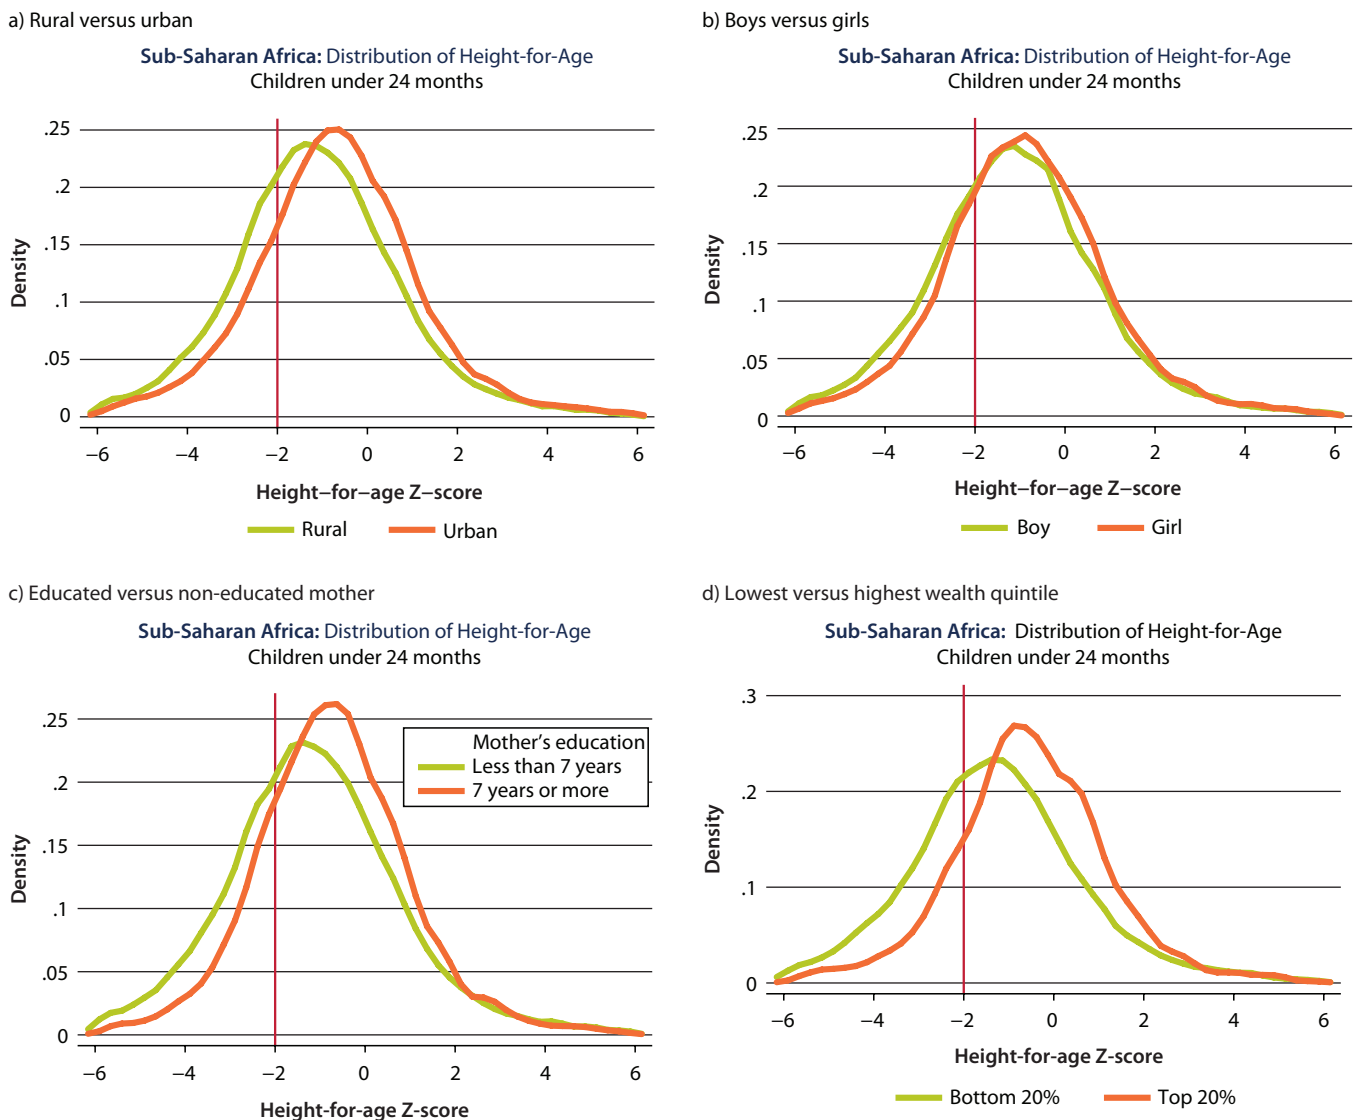 a) Rural versus urban
Sub-Saharan Africa: Distribution of Height-for-Age
Children under 24 months
.25
.2
.15
.1
.05
0
Density
−6 −4 −2 0 2 4 6
Height−for−age Z−score
Rural Urban
b) Boys versus girls
Sub-Saharan Africa: Distribution of Height-for-Age
Children under 24 months
.25
.2
.15
.1
.05
0
Density
−6 −4 −2 0 2 4 6
Height−for−age Z−score
Boy Girl
c) Educated versus non-educated mother
Sub-Saharan Africa: Distribution of Height-for-Age
Children under 24 months
.25
.2
.15
.1
.05
0
Density
Mother's education
Less than 7 years
7 years or more
−6 −4 −2 0 2 4 6
Height-for-age Z-score
d) Lowest versus highest wealth quintile
Sub-Saharan Africa: Distribution of Height-for-Age
Children under 24 months
.3
.2
.1
0
Density
−6 −4 −2 0 2 4 6
Height-for-age Z-score
Bottom 20% Top 20%